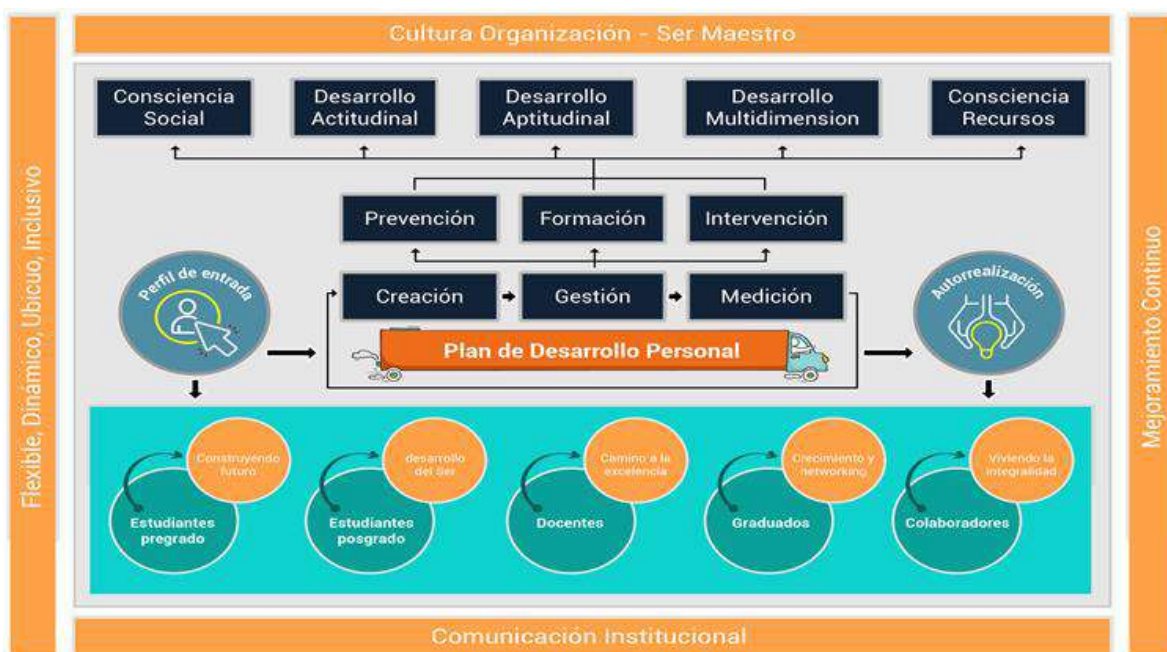 Cultura Organización - Ser Maestro
Flexible, Dinámico, Ubicuo, Inclusivo
Consciencia
Social
Desarrollo
Actitudinal
Desarrollo
Aptitudinal
Desarrollo
Multidimension
Consciencia
Recursos
Prevención
Formación
Intervención
Perfil de entrada
Creación
Gestión
Medición
Autorrealización
Plan de Desarrollo Personal
Construyendo
futuro
Estudiantes
pregrado
desarrollo
del Ser
Estudiantes
posgrado
Camino a la
excelencia
Docentes
Crecimiento y
networking
Graduados
Viviendo la
integralidad
Colaboradores
Mejoramiento Continuo
Comunicación Institucional